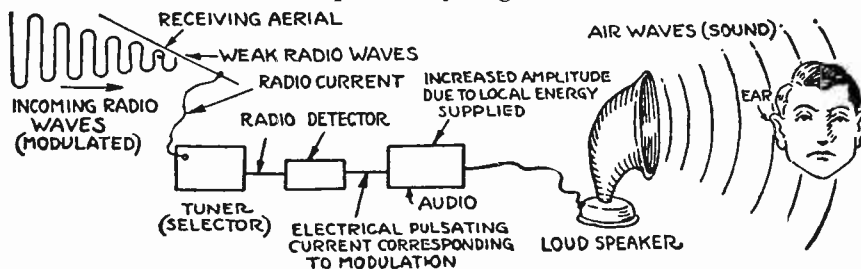 RECEIVING AERIAL
WEAK RADIO WAVES
RADIO CURRENT
INCOMING RADIO
WAVES
(MODULATED)
RADIO DETECTOR
INCREASED AMPLITUDE
DUE TO LOCAL ENERGY
SUPPLIED
AIR WAVES (SOUND)
EAR
TUNER
(SELECTOR)
ELECTRICAL PULSATING
CURRENT CORRESPONDING
TO MODULATION
AUDIO
LOUD SPEAKER